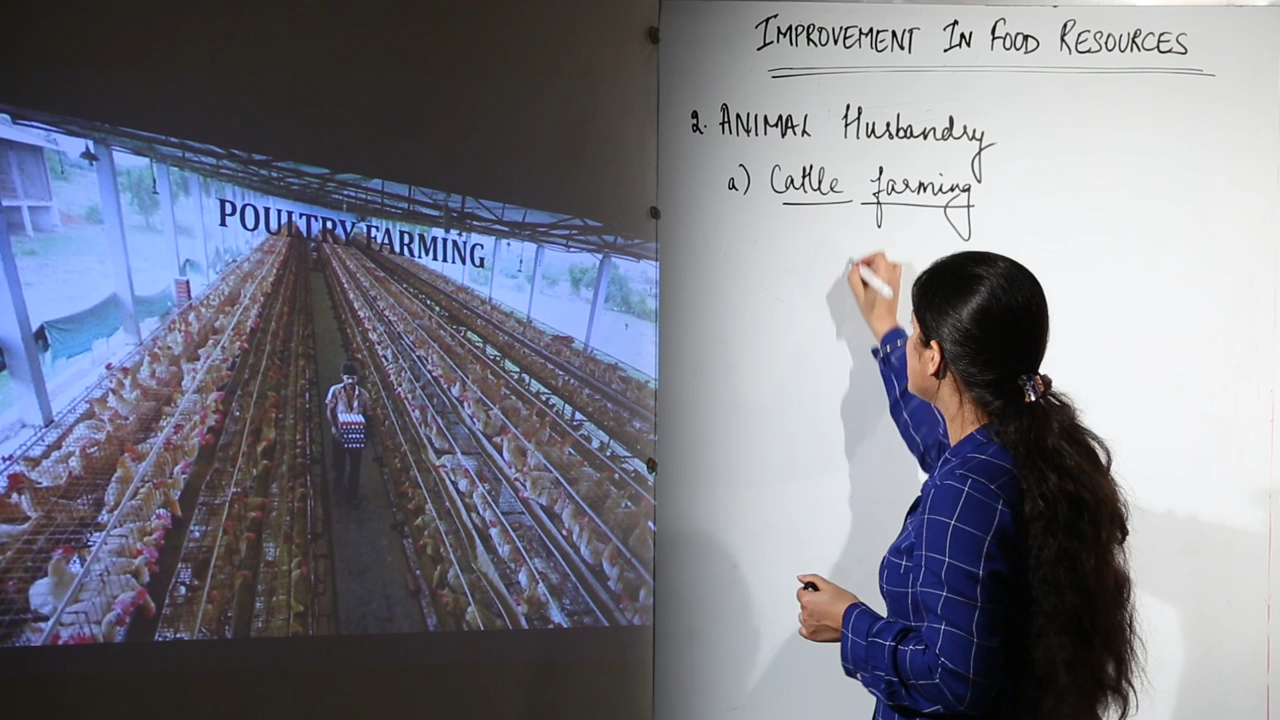 POULTRY FARMING
IMPROVEMENT IN FOOD RESOURCES
2. ANIMAL Husbandry
a) Cattle farming